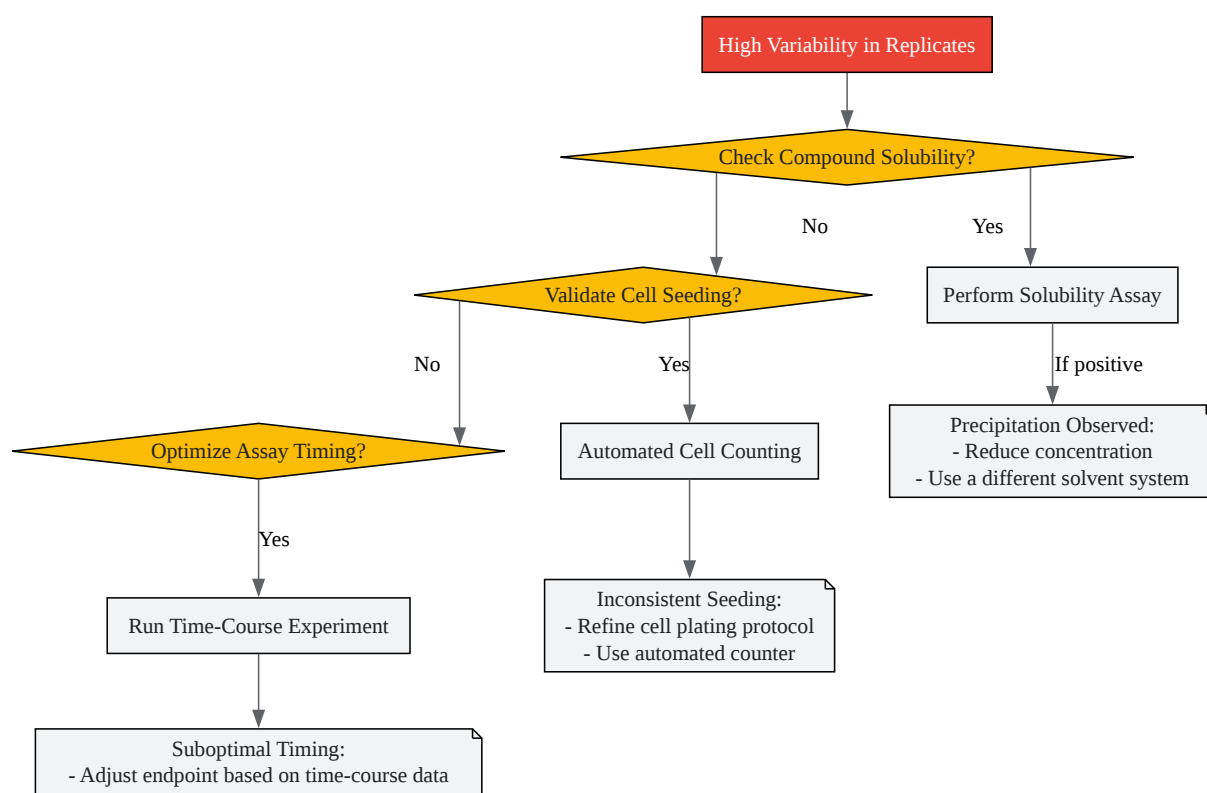 High Variability in Replicates
Check Compound Solubility?
No
Yes
Validate Cell Seeding?
Perform Solubility Assay
No
Yes
If positive
Optimize Assay Timing?
Automated Cell Counting
Precipitation Observed:
- Reduce concentration
- Use a different solvent system
Yes
Run Time-Course Experiment
Inconsistent Seeding:
- Refine cell plating protocol
- Use automated counter
Suboptimal Timing:
- Adjust endpoint based on time-course data